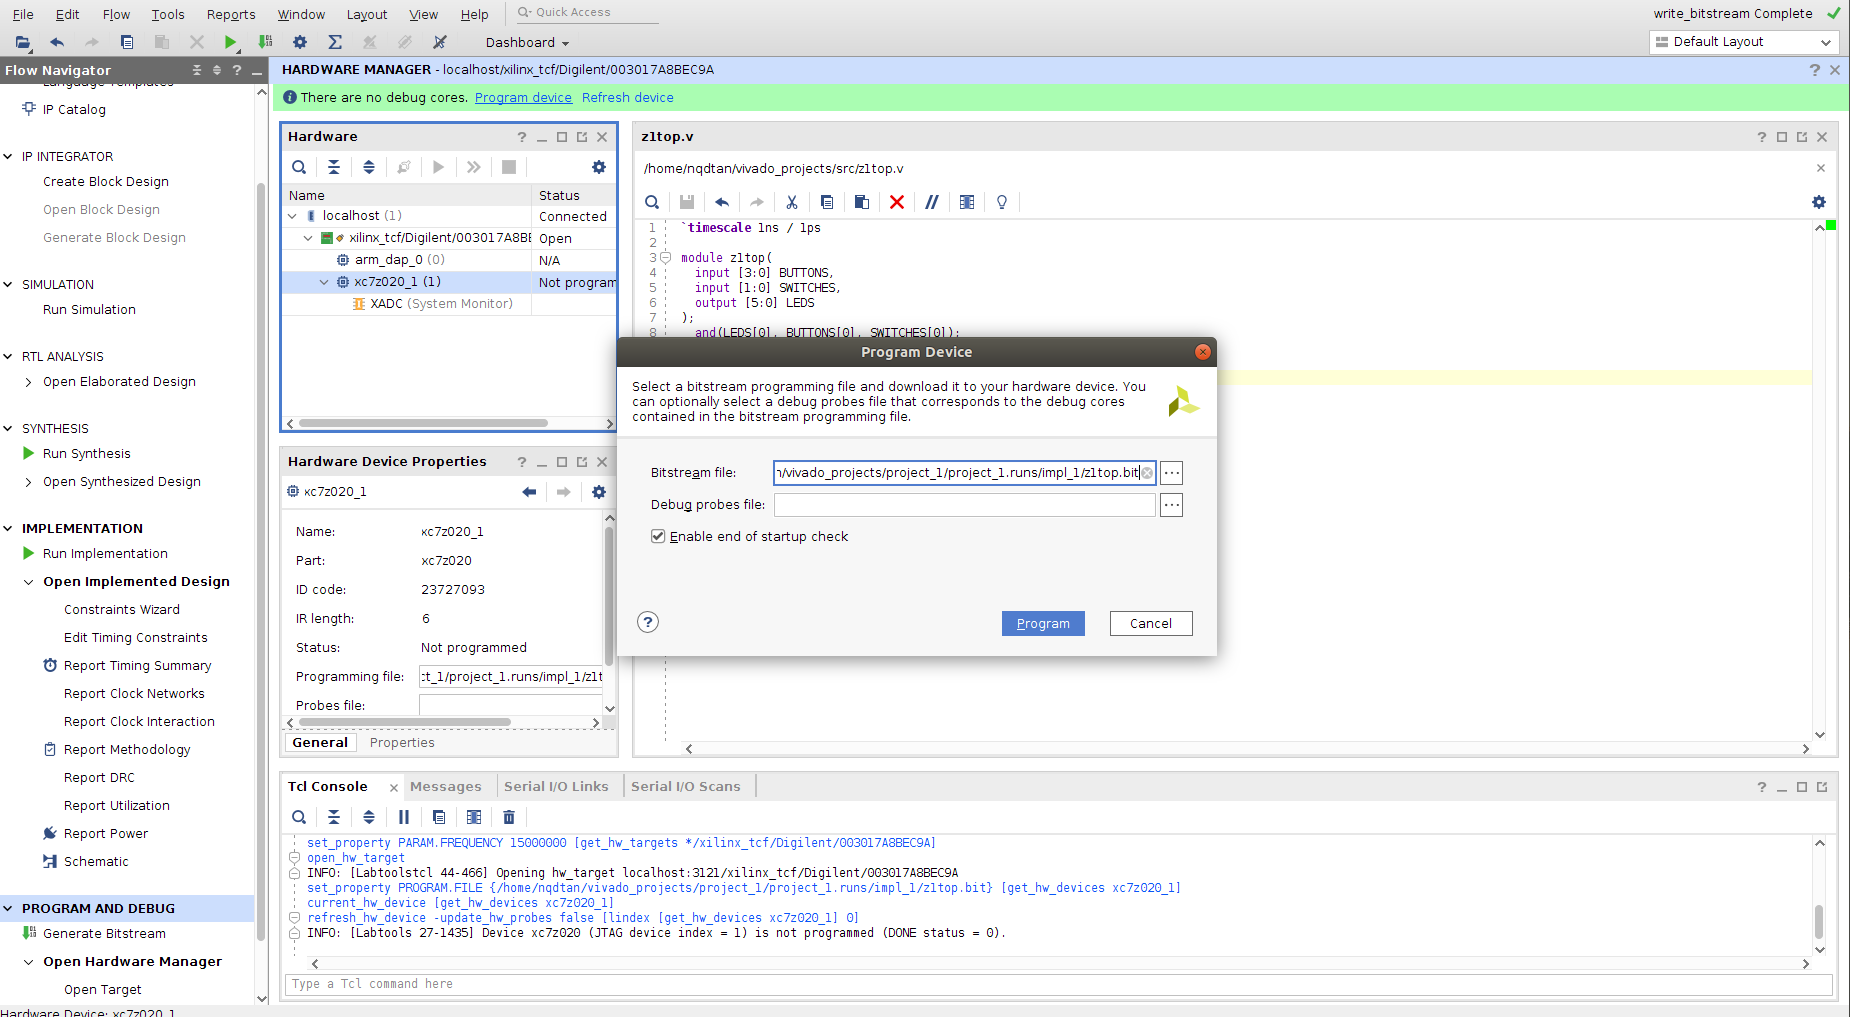 File Edit Flow Tools Reports Window Layout View Help Quick Access
write_bitstream Complete
Dashboard
Default Layout
Flow Navigator
HARDWARE MANAGER - localhost/xilinx_tcf/Digilent/003017A8BEC9A
There are no debug cores. Program device Refresh device
Language Templates
IP Catalog
IP INTEGRATOR
Create Block Design
Open Block Design
Generate Block Design
SIMULATION
Run Simulation
RTL ANALYSIS
Open Elaborated Design
SYNTHESIS
Run Synthesis
Open Synthesized Design
IMPLEMENTATION
Run Implementation
Open Implemented Design
Constraints Wizard
Edit Timing Constraints
Report Timing Summary
Report Clock Networks
Report Clock Interaction
Report Methodology
Report DRC
Report Utilization
Report Power
Schematic
PROGRAM AND DEBUG
Generate Bitstream
Open Hardware Manager
Open Target
Hardware Device: xc7z020_1
Hardware
Name Status
localhost (1) Connected
xilinx_tcf/Digilent/003017A8BE Open
arm_dap_0 (0) N/A
xc7z020_1 (1) Not program
XADC (System Monitor)
Hardware Device Properties
xc7z020_1
Name: xc7z020_1
Part: xc7z020
ID code: 23727093
IR length: 6
Status: Not programmed
Programming file: :t_1/project_1.runs/impl_1/z1t
Probes file:
General Properties
z1top.v
/home/nqdtan/vivado_projects/src/z1top.v
1 `timescale 1ns / 1ps
2
3 module z1top(
4 input [3:0] BUTTONS,
5 input [1:0] SWITCHES,
6 output [5:0] LEDS
7 );
8 and(LEDS[0], BUTTONS[0], SWITCHES[0]);
Program Device
Select a bitstream programming file and download it to your hardware device. You
can optionally select a debug probes file that corresponds to the debug cores
contained in the bitstream programming file.
Bitstream file: n/vivado_projects/project_1/project_1.runs/impl_1/z1top.bit
Debug probes file:
Enable end of startup check
Program Cancel
Tcl Console Messages Serial I/O Links Serial I/O Scans
set_property PARAM.FREQUENCY 15000000 [get_hw_targets */xilinx_tcf/Digilent/003017A8BEC9A]
open_hw_target
INFO: [Labtoolstcl 44-466] Opening hw_target localhost:3121/xilinx_tcf/Digilent/003017A8BEC9A
set_property PROGRAM.FILE {/home/nqdtan/vivado_projects/project_1/project_1.runs/impl_1/z1top.bit} [get_hw_devices xc7z020_1]
current_hw_device [get_hw_devices xc7z020_1]
refresh_hw_device -update_hw_probes false [lindex [get_hw_devices xc7z020_1] 0]
INFO: [Labtools 27-1435] Device xc7z020 (JTAG device index = 1) is not programmed (DONE status = 0).
Type a Tcl command here